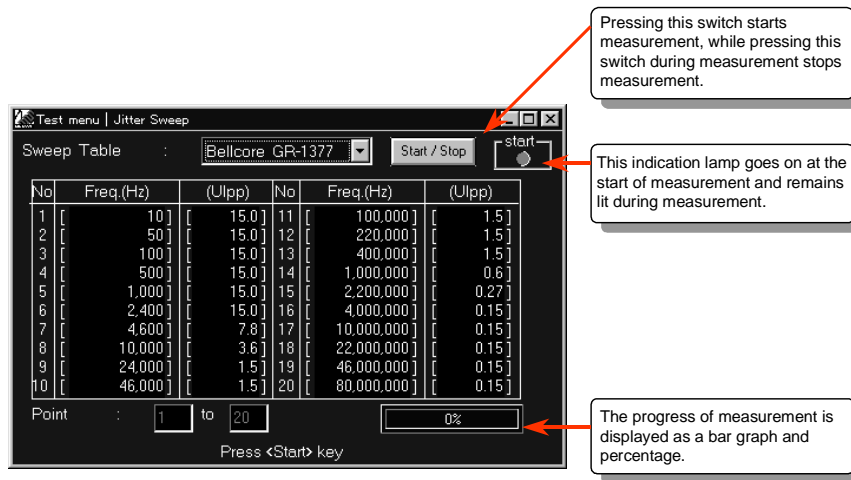 Pressing this switch starts
measurement, while pressing this
switch during measurement stops
measurement.
Test menu | Jitter Sweep
Sweep Table : Bellcore GR-1377 Start / Stop start
This indication lamp goes on at the
start of measurement and remains
lit during measurement.
No Freq.(Hz) (UIpp) No Freq.(Hz) (UIpp)
1 [ 10] [ 15.0] 11 [ 100,000] [ 1.5]
2 [ 50] [ 15.0] 12 [ 220,000] [ 1.5]
3 [ 100] [ 15.0] 13 [ 400,000] [ 1.5]
4 [ 500] [ 15.0] 14 [ 1,000,000] [ 0.6]
5 [ 1,000] [ 15.0] 15 [ 2,200,000] [ 0.27]
6 [ 2,400] [ 15.0] 16 [ 4,000,000] [ 0.15]
7 [ 4,600] [ 7.8] 17 [ 10,000,000] [ 0.15]
8 [ 10,000] [ 3.6] 18 [ 22,000,000] [ 0.15]
9 [ 24,000] [ 1.5] 19 [ 46,000,000] [ 0.15]
10 [ 46,000] [ 1.5] 20 [ 80,000,000] [ 0.15]
Point : 1 to 20 0%
Press <Start> key
The progress of measurement is
displayed as a bar graph and
percentage.